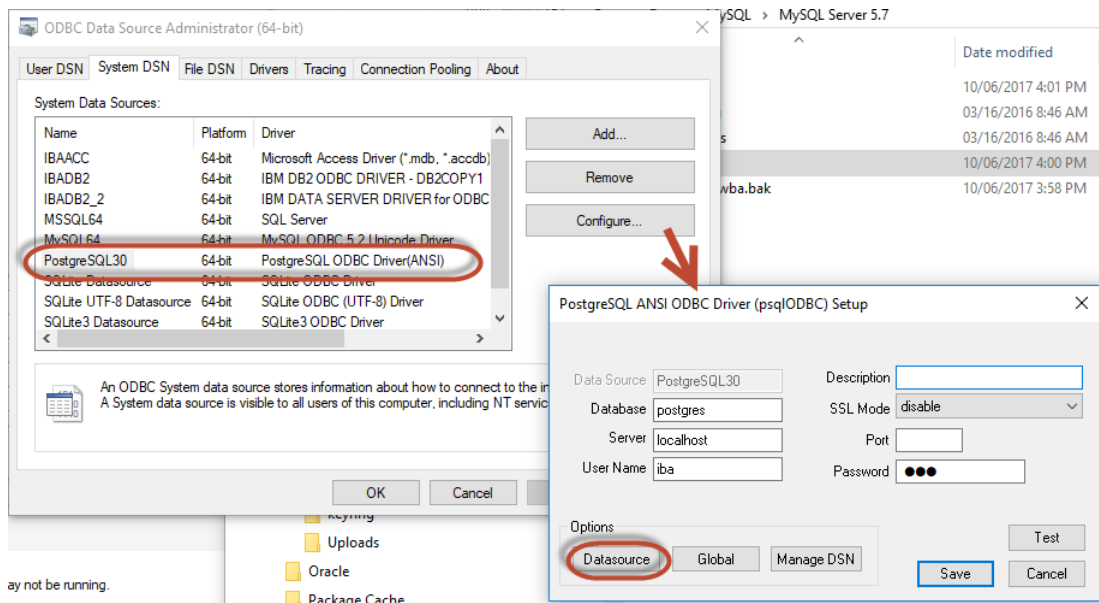 ySQL > MySQL Server 5.7
ODBC Data Source Administrator (64-bit)
User DSN System DSN File DSN Drivers Tracing Connection Pooling About
System Data Sources:
Name Platform Driver
IBAACC 64-bit Microsoft Access Driver (*.mdb, *.accdb)
IBADB2 64-bit IBM DB2 ODBC DRIVER - DB2COPY1
IBADB2_2 64-bit IBM DATA SERVER DRIVER for ODBC
MSSQL64 64-bit SQL Server
MySQL64 64-bit MySQL ODBC 5.2 Unicode Driver
PostgreSQL30 64-bit PostgreSQL ODBC Driver(ANSI)
SQLite Datasource 64-bit SQLite ODBC Driver
SQLite UTF-8 Datasource 64-bit SQLite ODBC (UTF-8) Driver
SQLite3 Datasource 64-bit SQLite3 ODBC Driver
Add...
Remove
Configure...
An ODBC System data source stores information about how to connect to the in
A System data source is visible to all users of this computer, including NT servic
OK Cancel
Date modified
10/06/2017 4:01 PM
03/16/2016 8:46 AM
s 03/16/2016 8:46 AM
10/06/2017 4:00 PM
wba.bak 10/06/2017 3:58 PM
PostgreSQL ANSI ODBC Driver (psqlODBC) Setup
Data Source PostgreSQL30 Description
Database postgres SSL Mode disable
Server localhost Port
User Name iba Password ●●●
Options
Datasource Global Manage DSN
Test
Save Cancel
keyring
Uploads
Oracle
Package Cache
ay not be running.